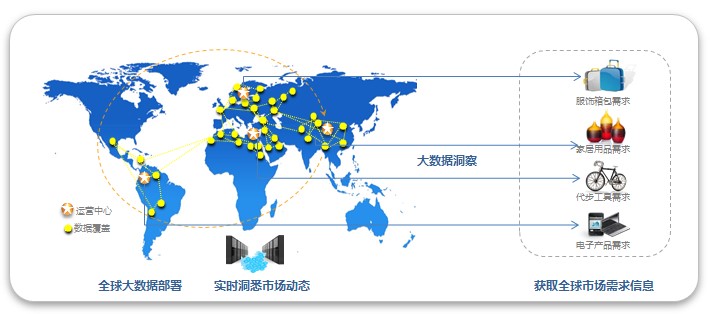 服饰箱包需求
家居用品需求
大数据洞察
代步工具需求
运营中心
数据覆盖
电子产品需求
全球大数据部署
实时洞悉市场动态
获取全球市场需求信息